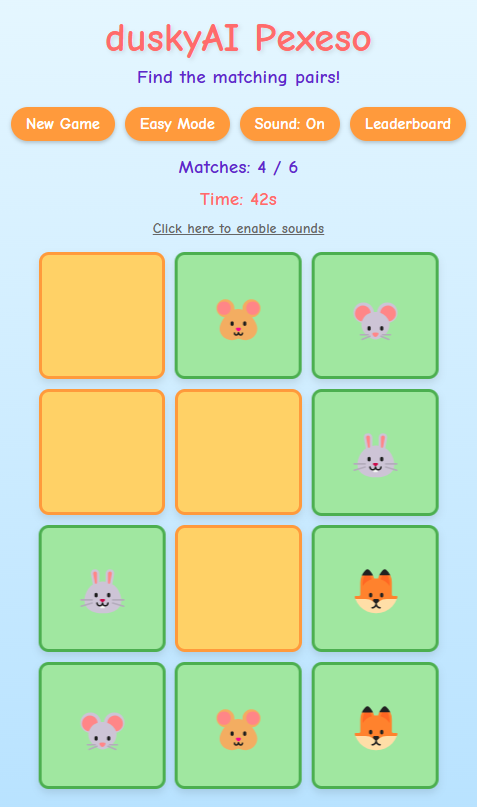 duskyAI Pexeso
Find the matching pairs!
New Game Easy Mode Sound: On Leaderboard
Matches: 4 / 6
Time: 42s
Click here to enable sounds